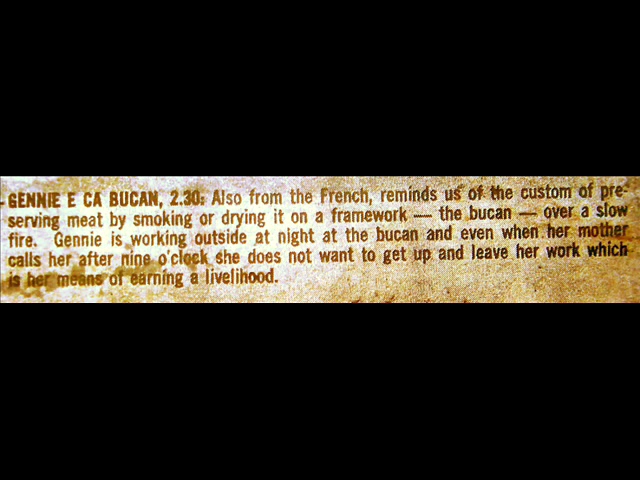 GENNIE E CA BUCAN, 2.30: Also from the French, reminds us of the custom of pre-
serving meat by smoking or drying it on a framework — the bucan — over a slow
fire. Gennie is working outside at night at the bucan and even when her mother
calls her after nine o'clock she does not want to get up and leave her work which
is her means of earning a livelihood.